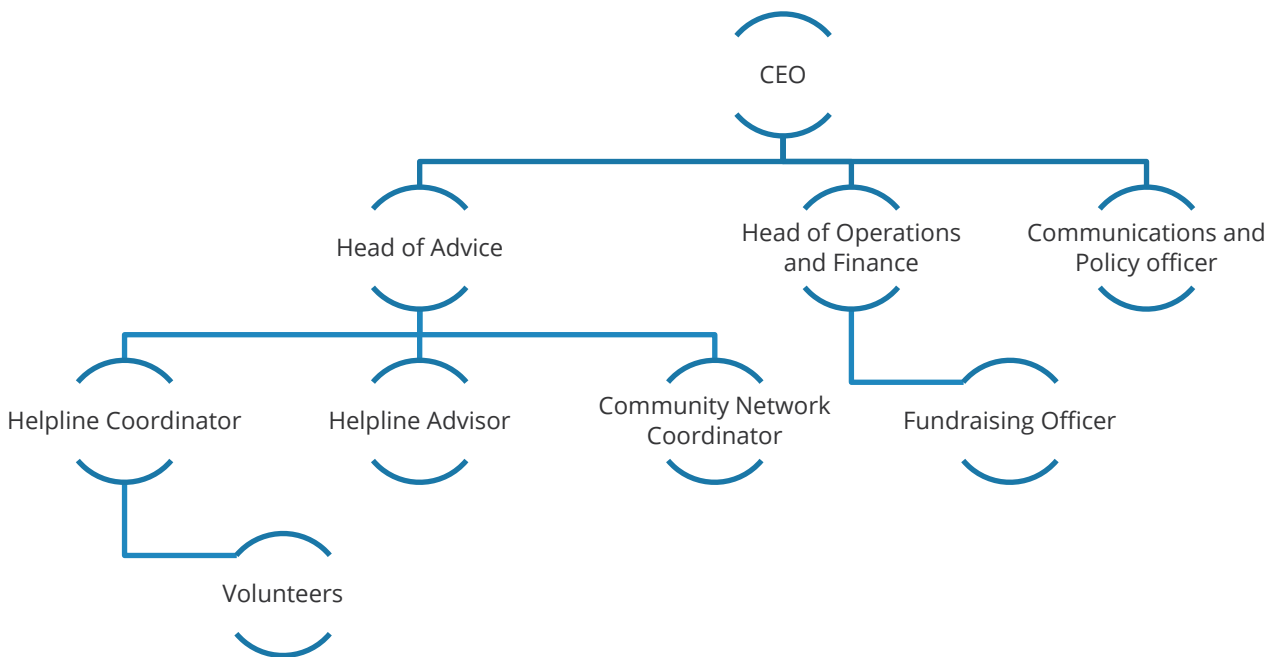 CEO
Head of Advice
Head of Operations
and Finance
Communications and
Policy officer
Helpline Coordinator
Helpline Advisor
Community Network
Coordinator
Fundraising Officer
Volunteers